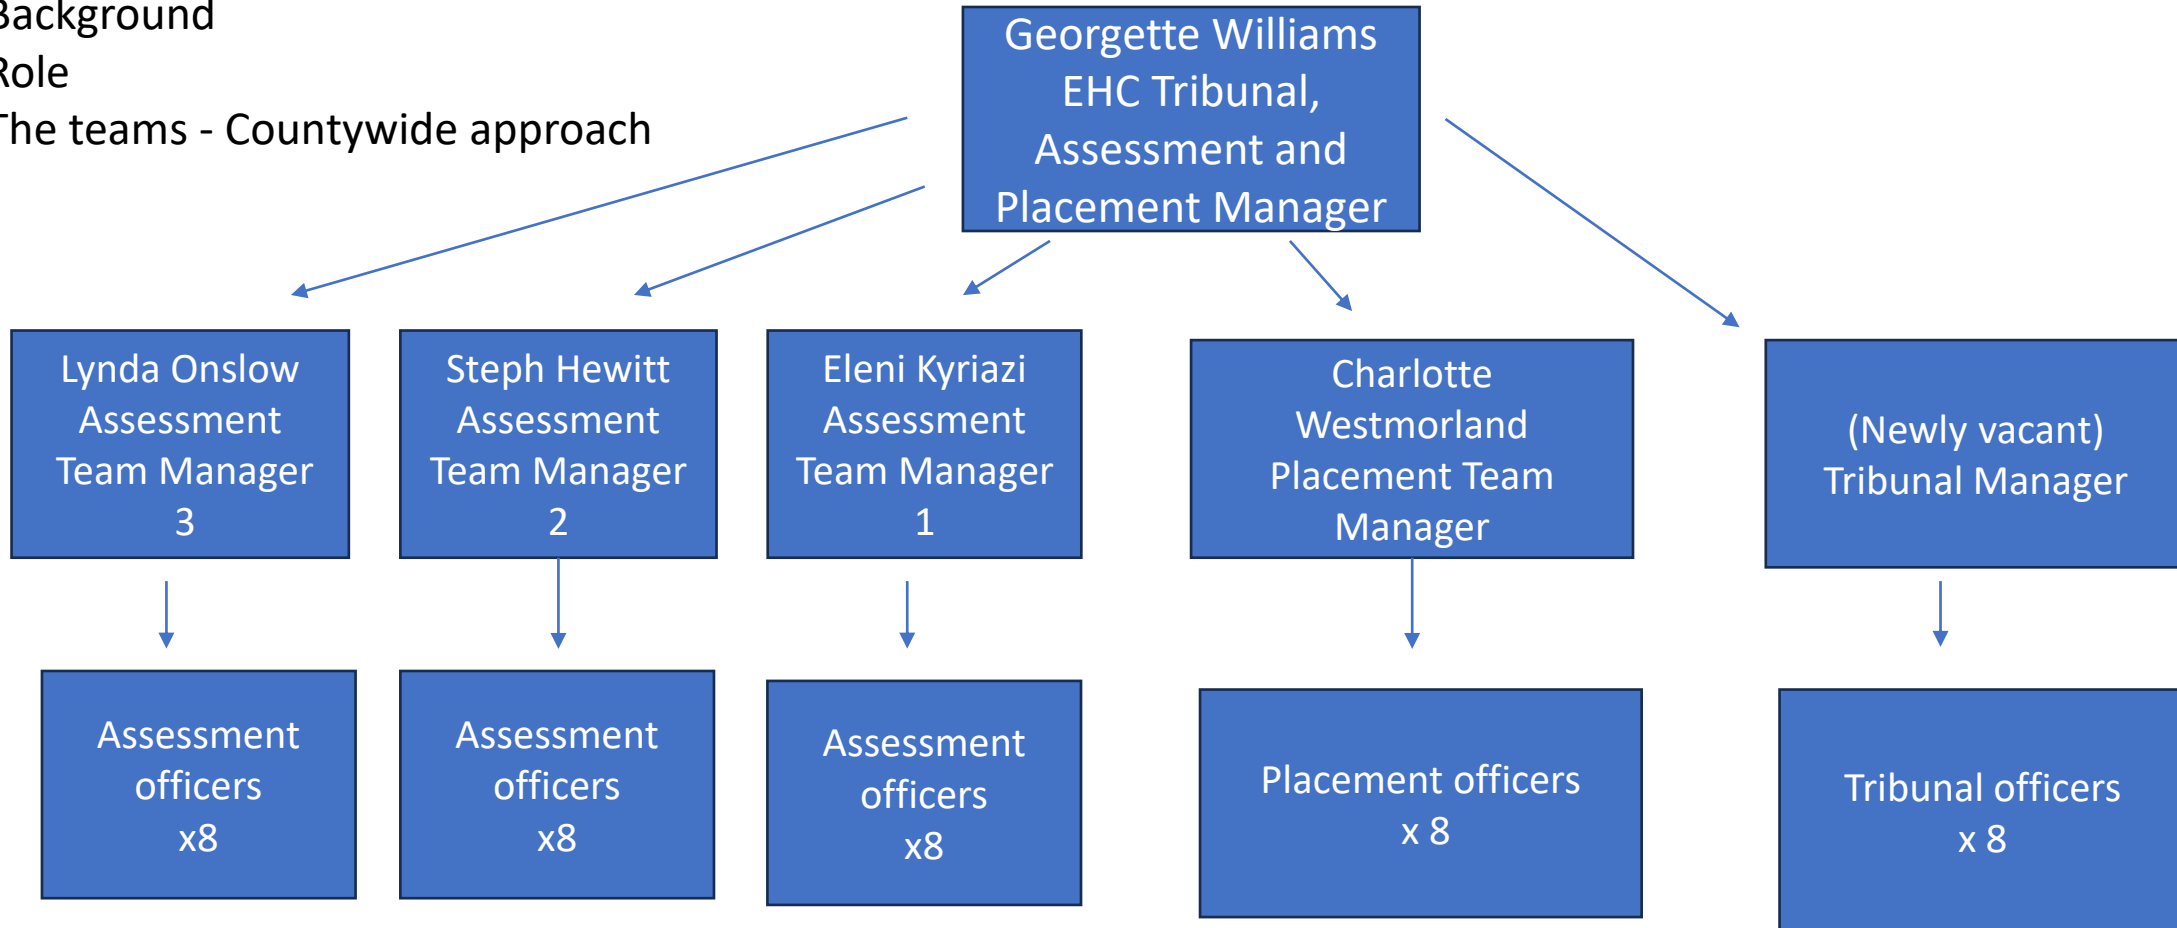 Background
Role
The teams - Countywide approach
Georgette Williams
EHC Tribunal,
Assessment and
Placement Manager
Lynda Onslow
Assessment
Team Manager
3
Steph Hewitt
Assessment
Team Manager
2
Eleni Kyriazi
Assessment
Team Manager
1
Charlotte
Westmorland
Placement Team
Manager
(Newly vacant)
Tribunal Manager
Assessment
officers
x8
Assessment
officers
x8
Assessment
officers
x8
Placement officers
x 8
Tribunal officers
x 8